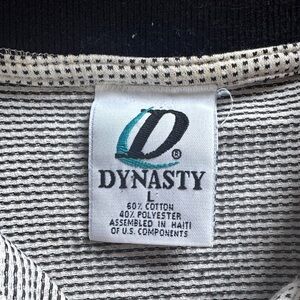 D®
DYNASTY
L
60% COTTON
40% POLYESTER
ASSEMBLED IN HAITI
OF U.S. COMPONENTS